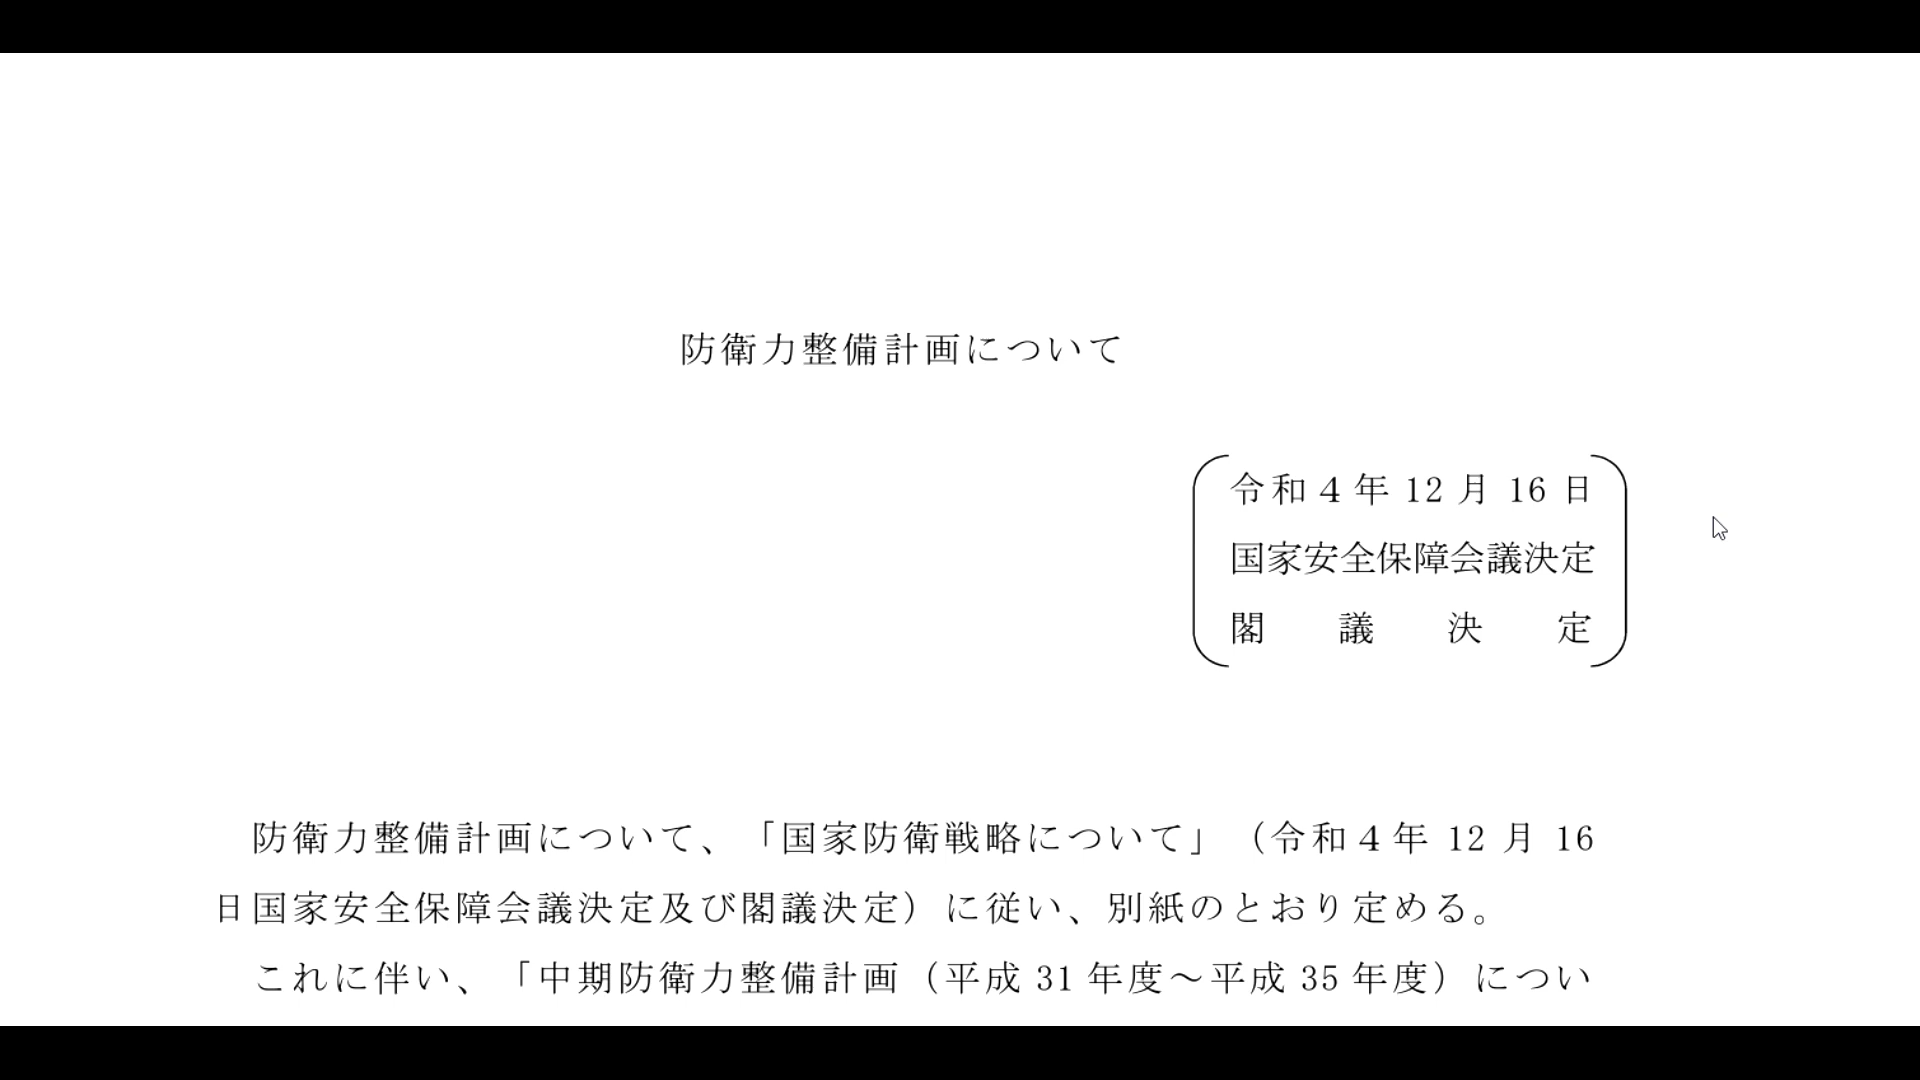 防衛力整備計画について
令和４年 12 月 16 日
国家安全保障会議決定
閣議決定
防衛力整備計画について、「国家防衛戦略について」（令和４年 12 月 16
日国家安全保障会議決定及び閣議決定）に従い、別紙のとおり定める。
これに伴い、「中期防衛力整備計画（平成 31 年度～平成 35 年度）につい